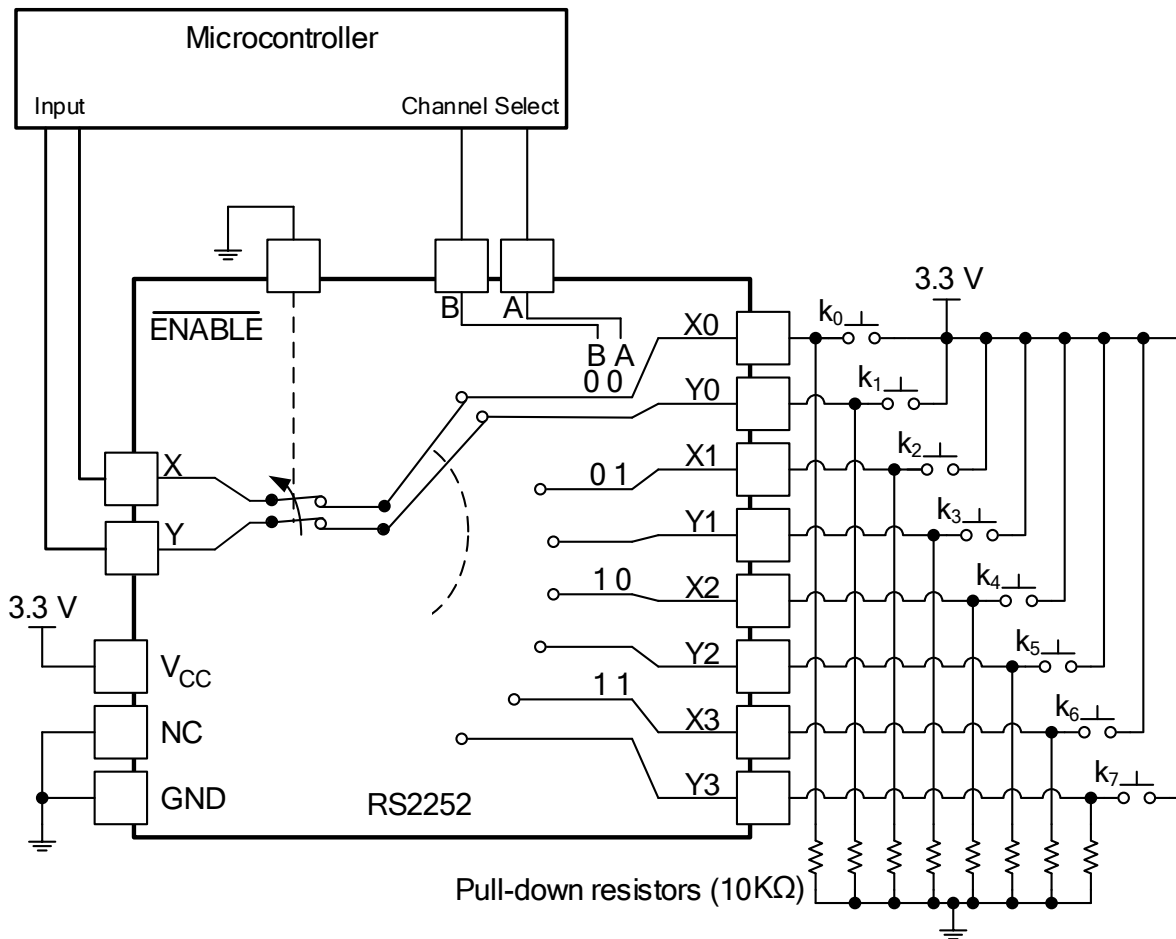 Microcontroller
Input
Channel Select
3.3 V
B
A
ENABLE
B A
0 0
X0
k0
Y0
k1
X
0 1
X1
k2
Y
Y1
k3
1 0
X2
k4
3.3 V
Y2
k5
VCC
1 1
X3
k6
NC
Y3
k7
GND
RS2252
Pull-down resistors (10KΩ)